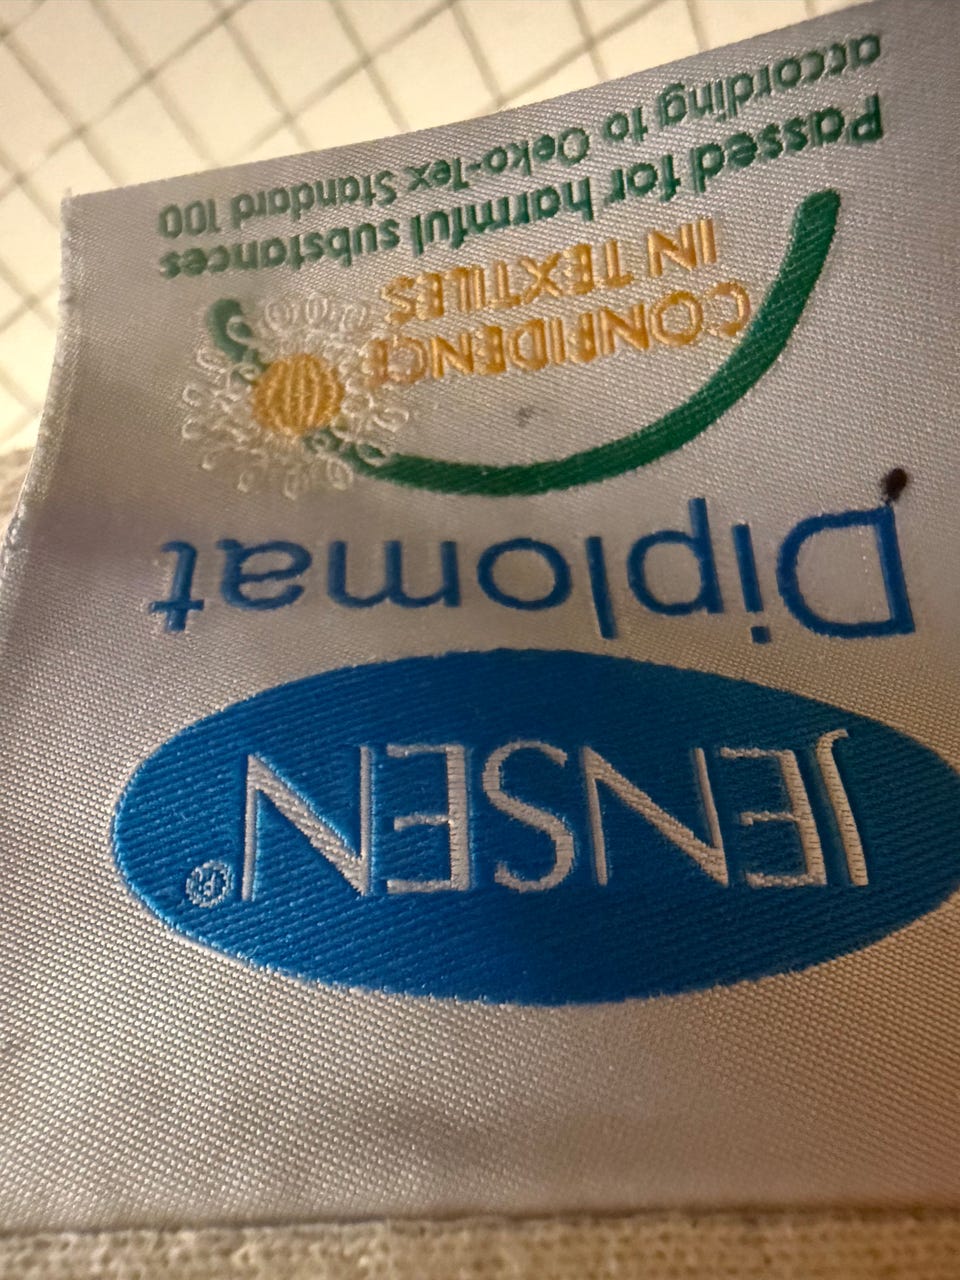 JENSEN®
Diplomat
CONFIDENCE
IN TEXTILES
Passed for harmful substances
according to Oeko-Tex Standard 100